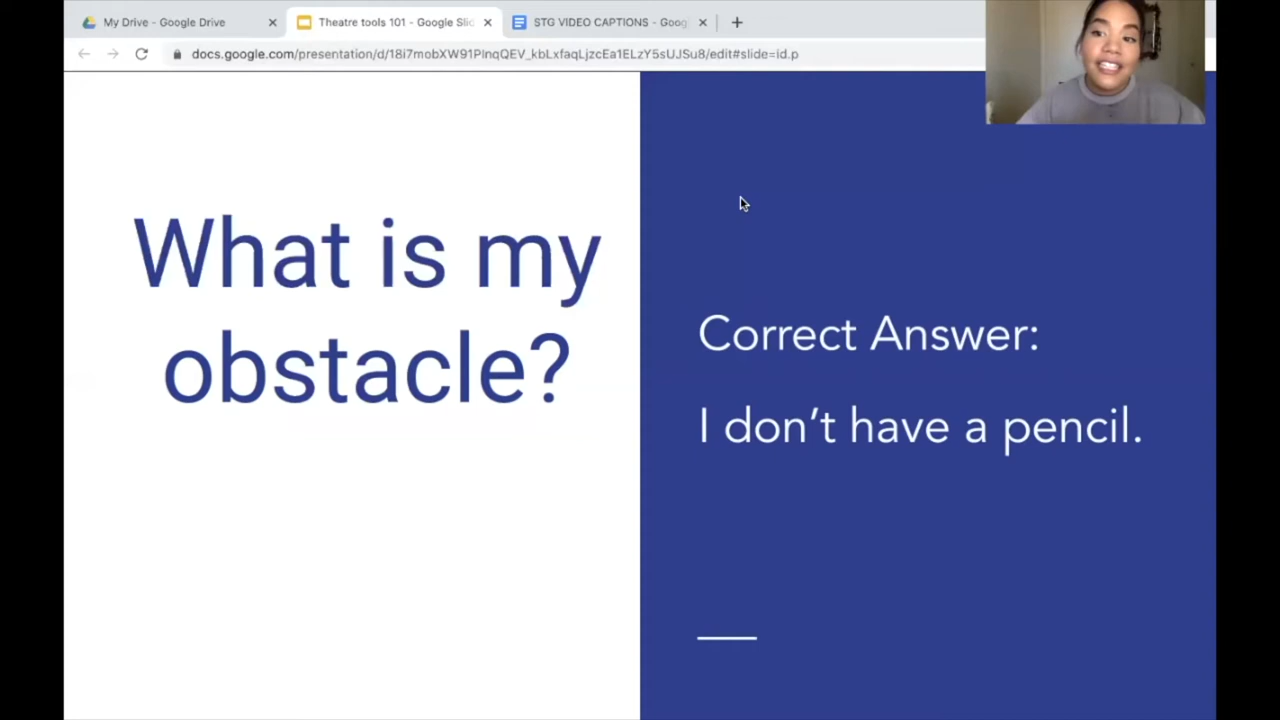 My Drive - Google Drive
Theatre tools 101 - Google Slid
STG VIDEO CAPTIONS - Goog
docs.google.com/presentation/d/18i7mobXW91PlnqQEV_kbLxfaqLjzcEa1ELzY5sUJSu8/edit#slide=id.p
What is my
obstacle?
Correct Answer:
I don’t have a pencil.